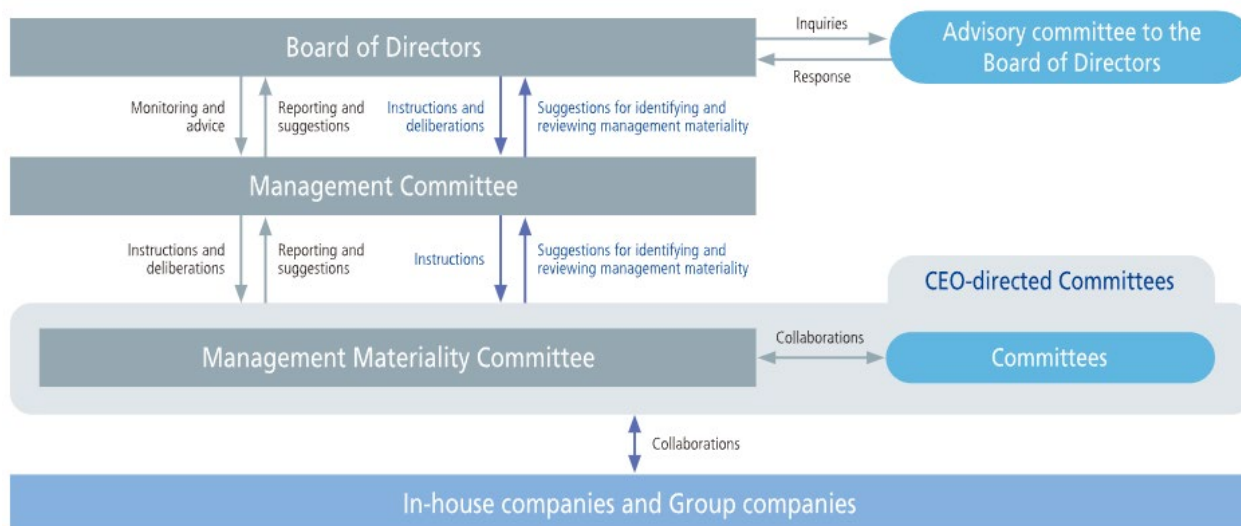 Board of Directors
Inquiries
Response
Advisory committee to the
Board of Directors
Monitoring and
advice
Reporting and
suggestions
Instructions and
deliberations
Suggestions for identifying and
reviewing management materiality
Management Committee
Instructions and
deliberations
Reporting and
suggestions
Instructions
Suggestions for identifying and
reviewing management materiality
CEO-directed Committees
Management Materiality Committee
Collaborations
Committees
Collaborations
In-house companies and Group companies